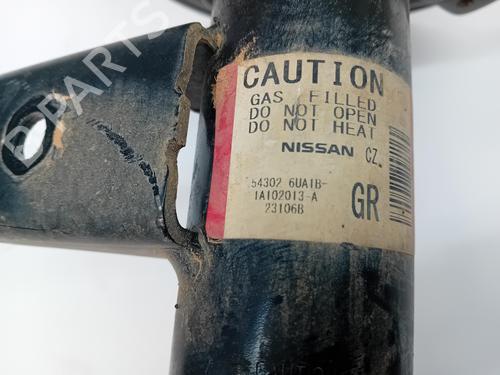 CAUTION
GAS FILLED
DO NOT OPEN
DO NOT HEAT
NISSAN CZ.
54302 6UA1B-
1A102013-A
23106B
GR
B-PARTS